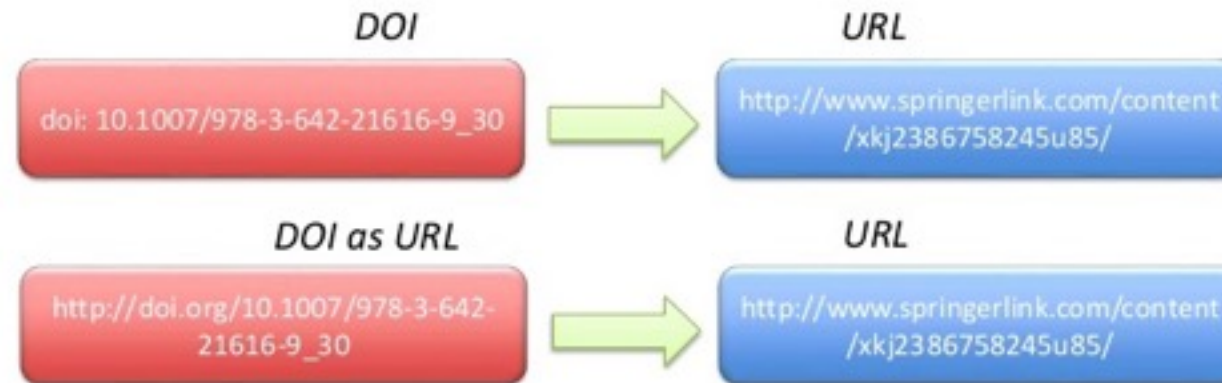 DOI
URL
doi: 10.1007/978-3-642-21616-9_30
http://www.springerlink.com/content
/xkj2386758245u85/
DOI as URL
URL
http://doi.org/10.1007/978-3-642-
21616-9_30
http://www.springerlink.com/content
/xkj2386758245u85/